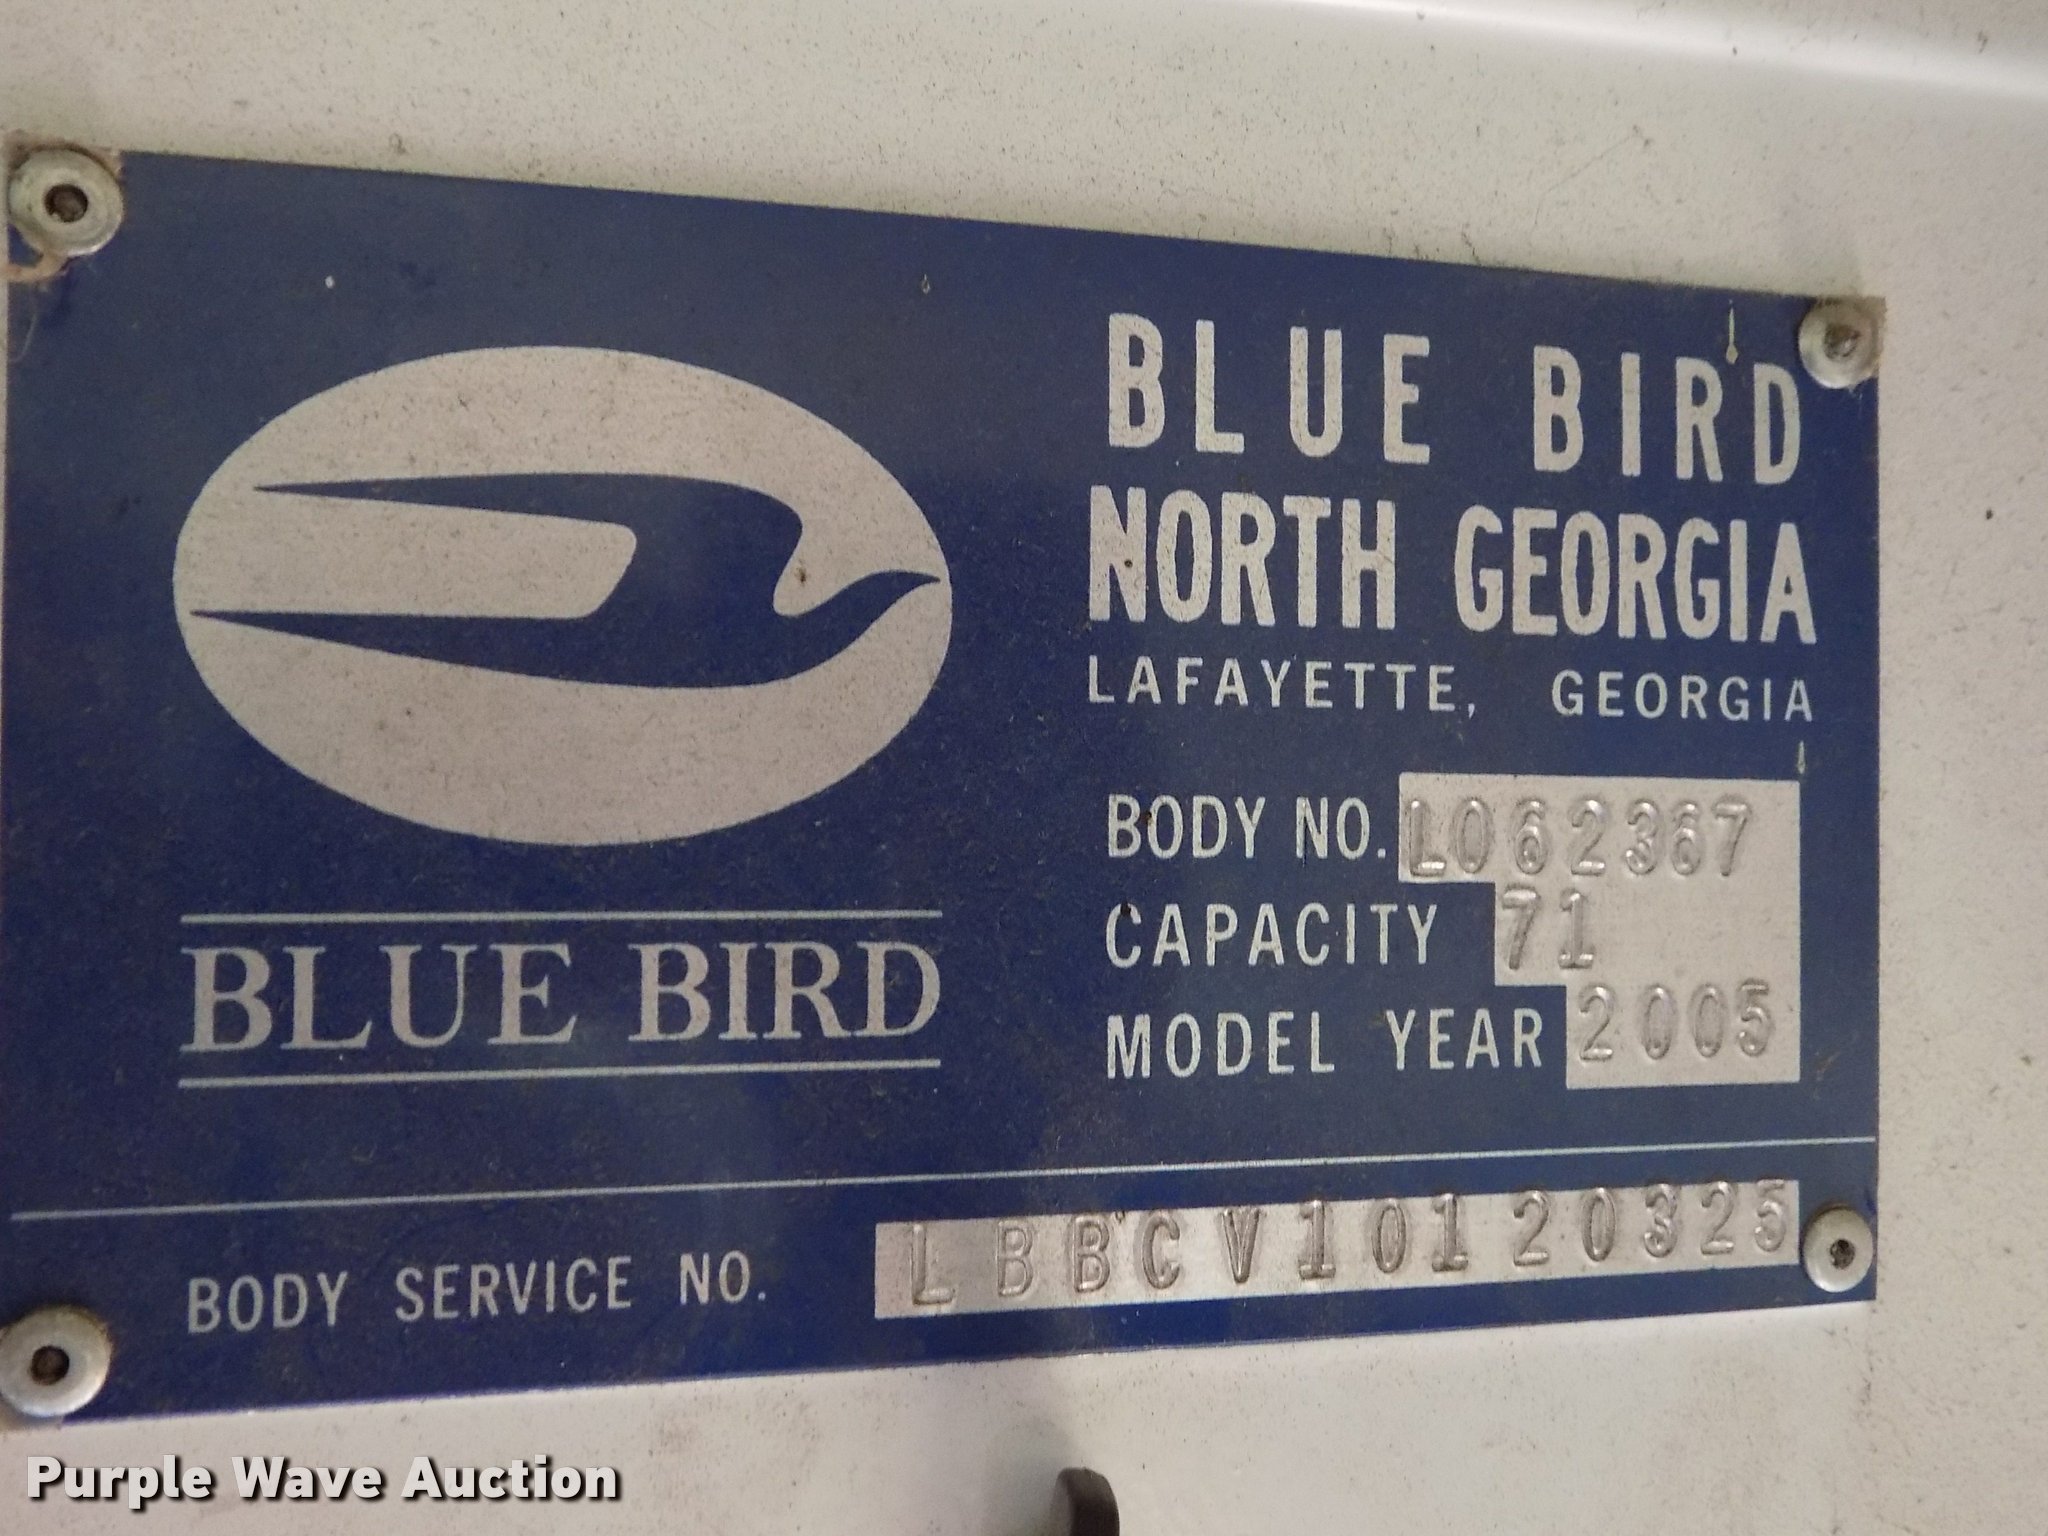 BLUE BIRD
NORTH GEORGIA
LAFAYETTE, GEORGIA
BODY NO. L062367
CAPACITY 71
MODEL YEAR 2005
BLUE BIRD
BODY SERVICE NO. LBBCV10120325
Purple Wave Auction